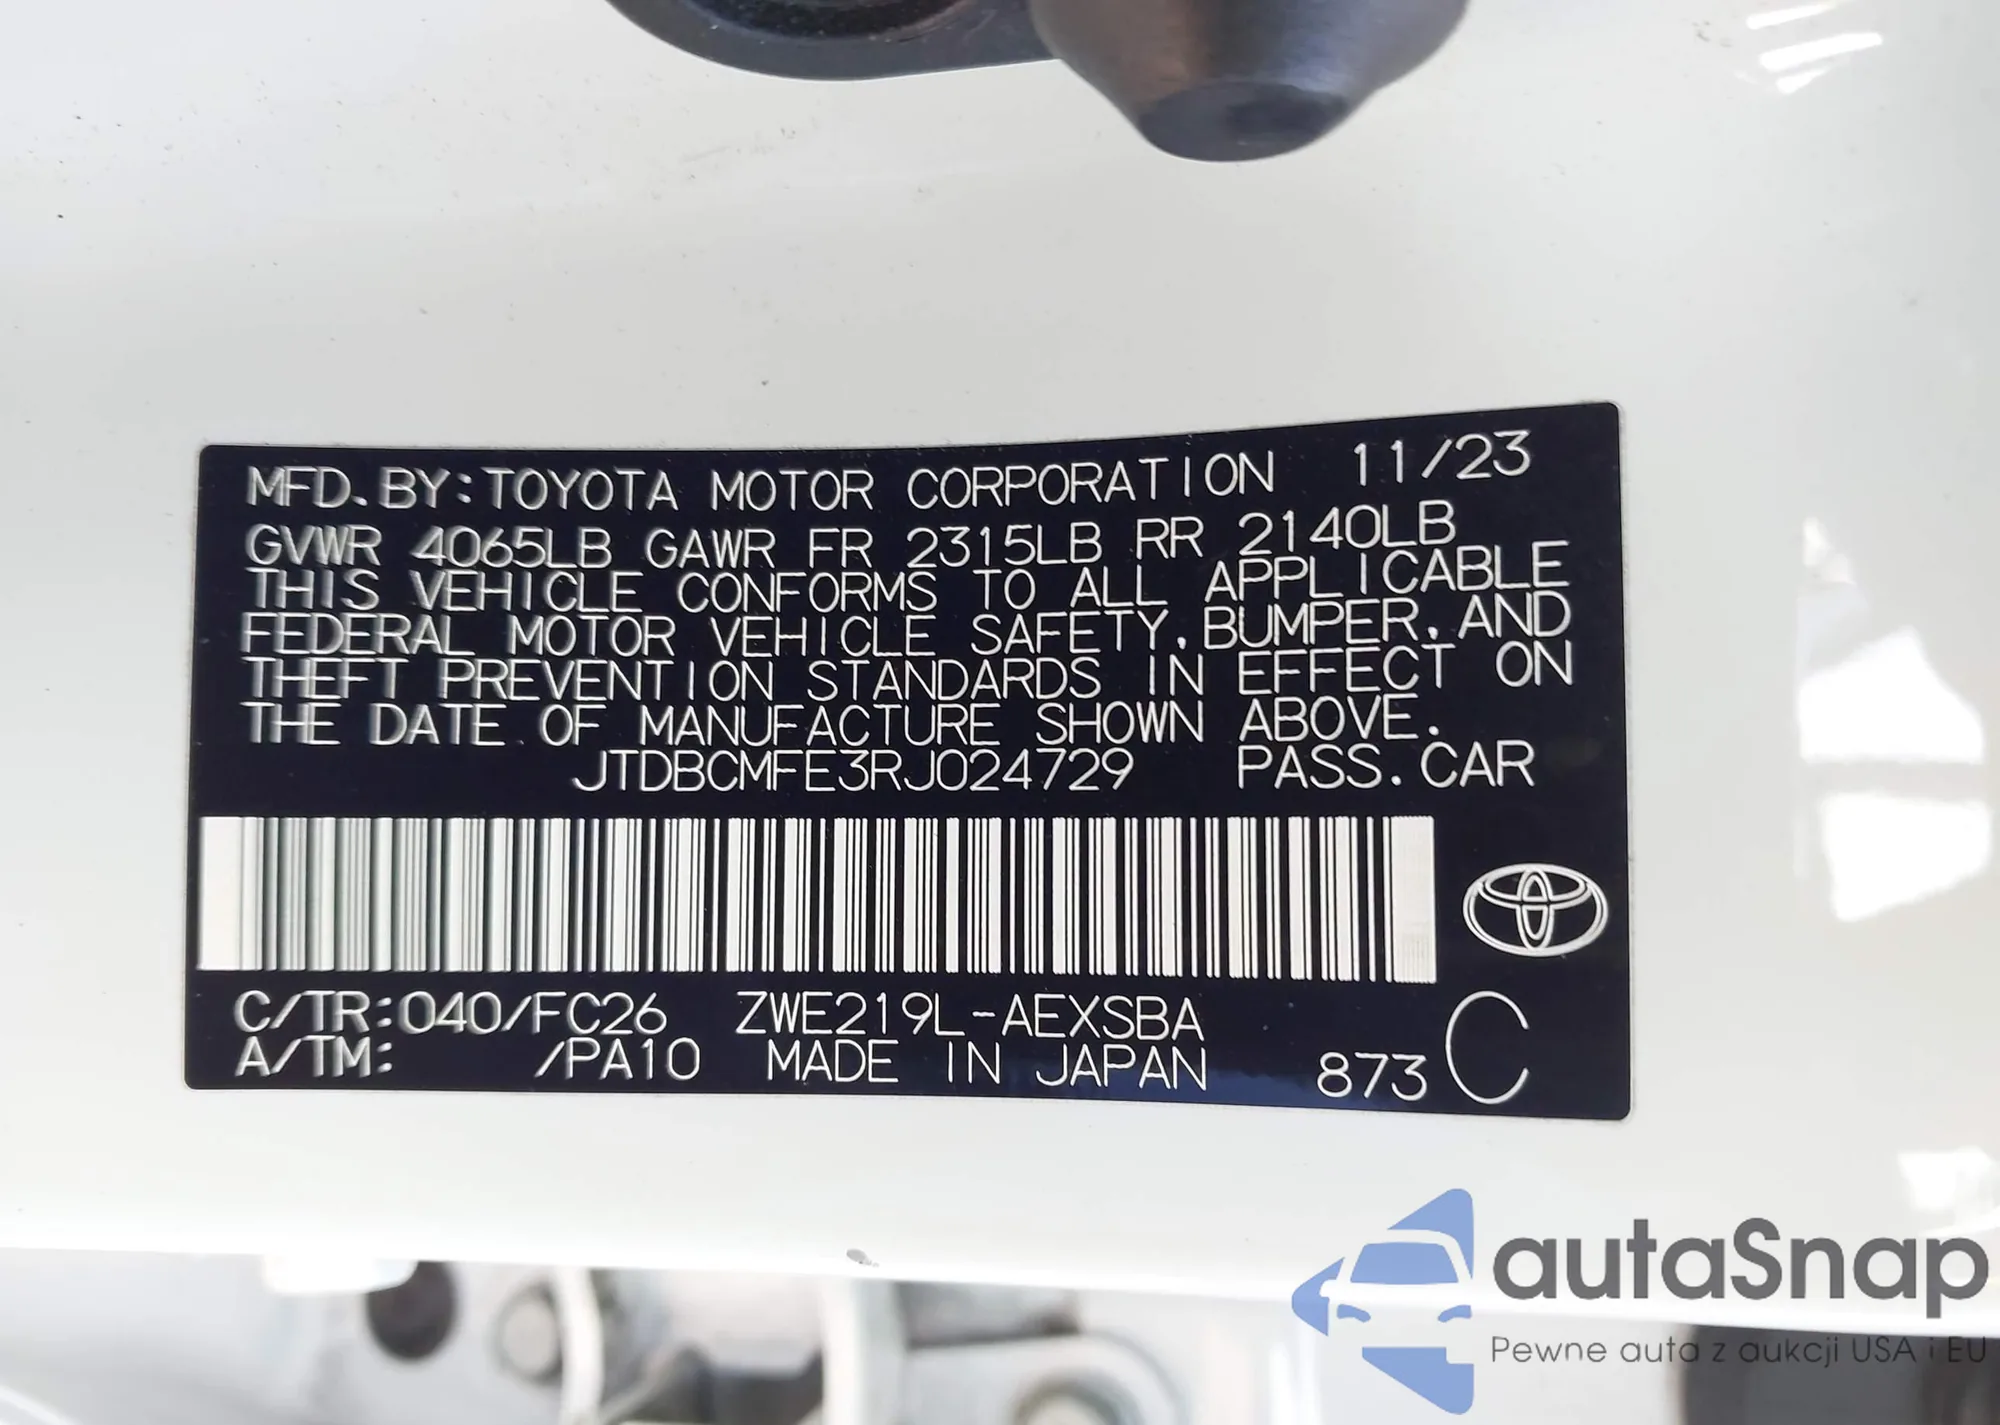 MFD. BY: TOYOTA MOTOR CORPORATION 11/23
GVWR 4065LB GAWR FR 2315LB RR 2140LB
THIS VEHICLE CONFORMS TO ALL APPLICABLE
FEDERAL MOTOR VEHICLE SAFETY, BUMPER, AND
THEFT PREVENTION STANDARDS IN EFFECT ON
THE DATE OF MANUFACTURE SHOWN ABOVE.
JTDBCMFE3RJ024729 PASS. CAR
C/TR: 040/FC26 ZWE219L-AEXSBA C
A/TM: /PA10 MADE IN JAPAN 873
autaSnap
Pewne auta z aukcji USA i EU